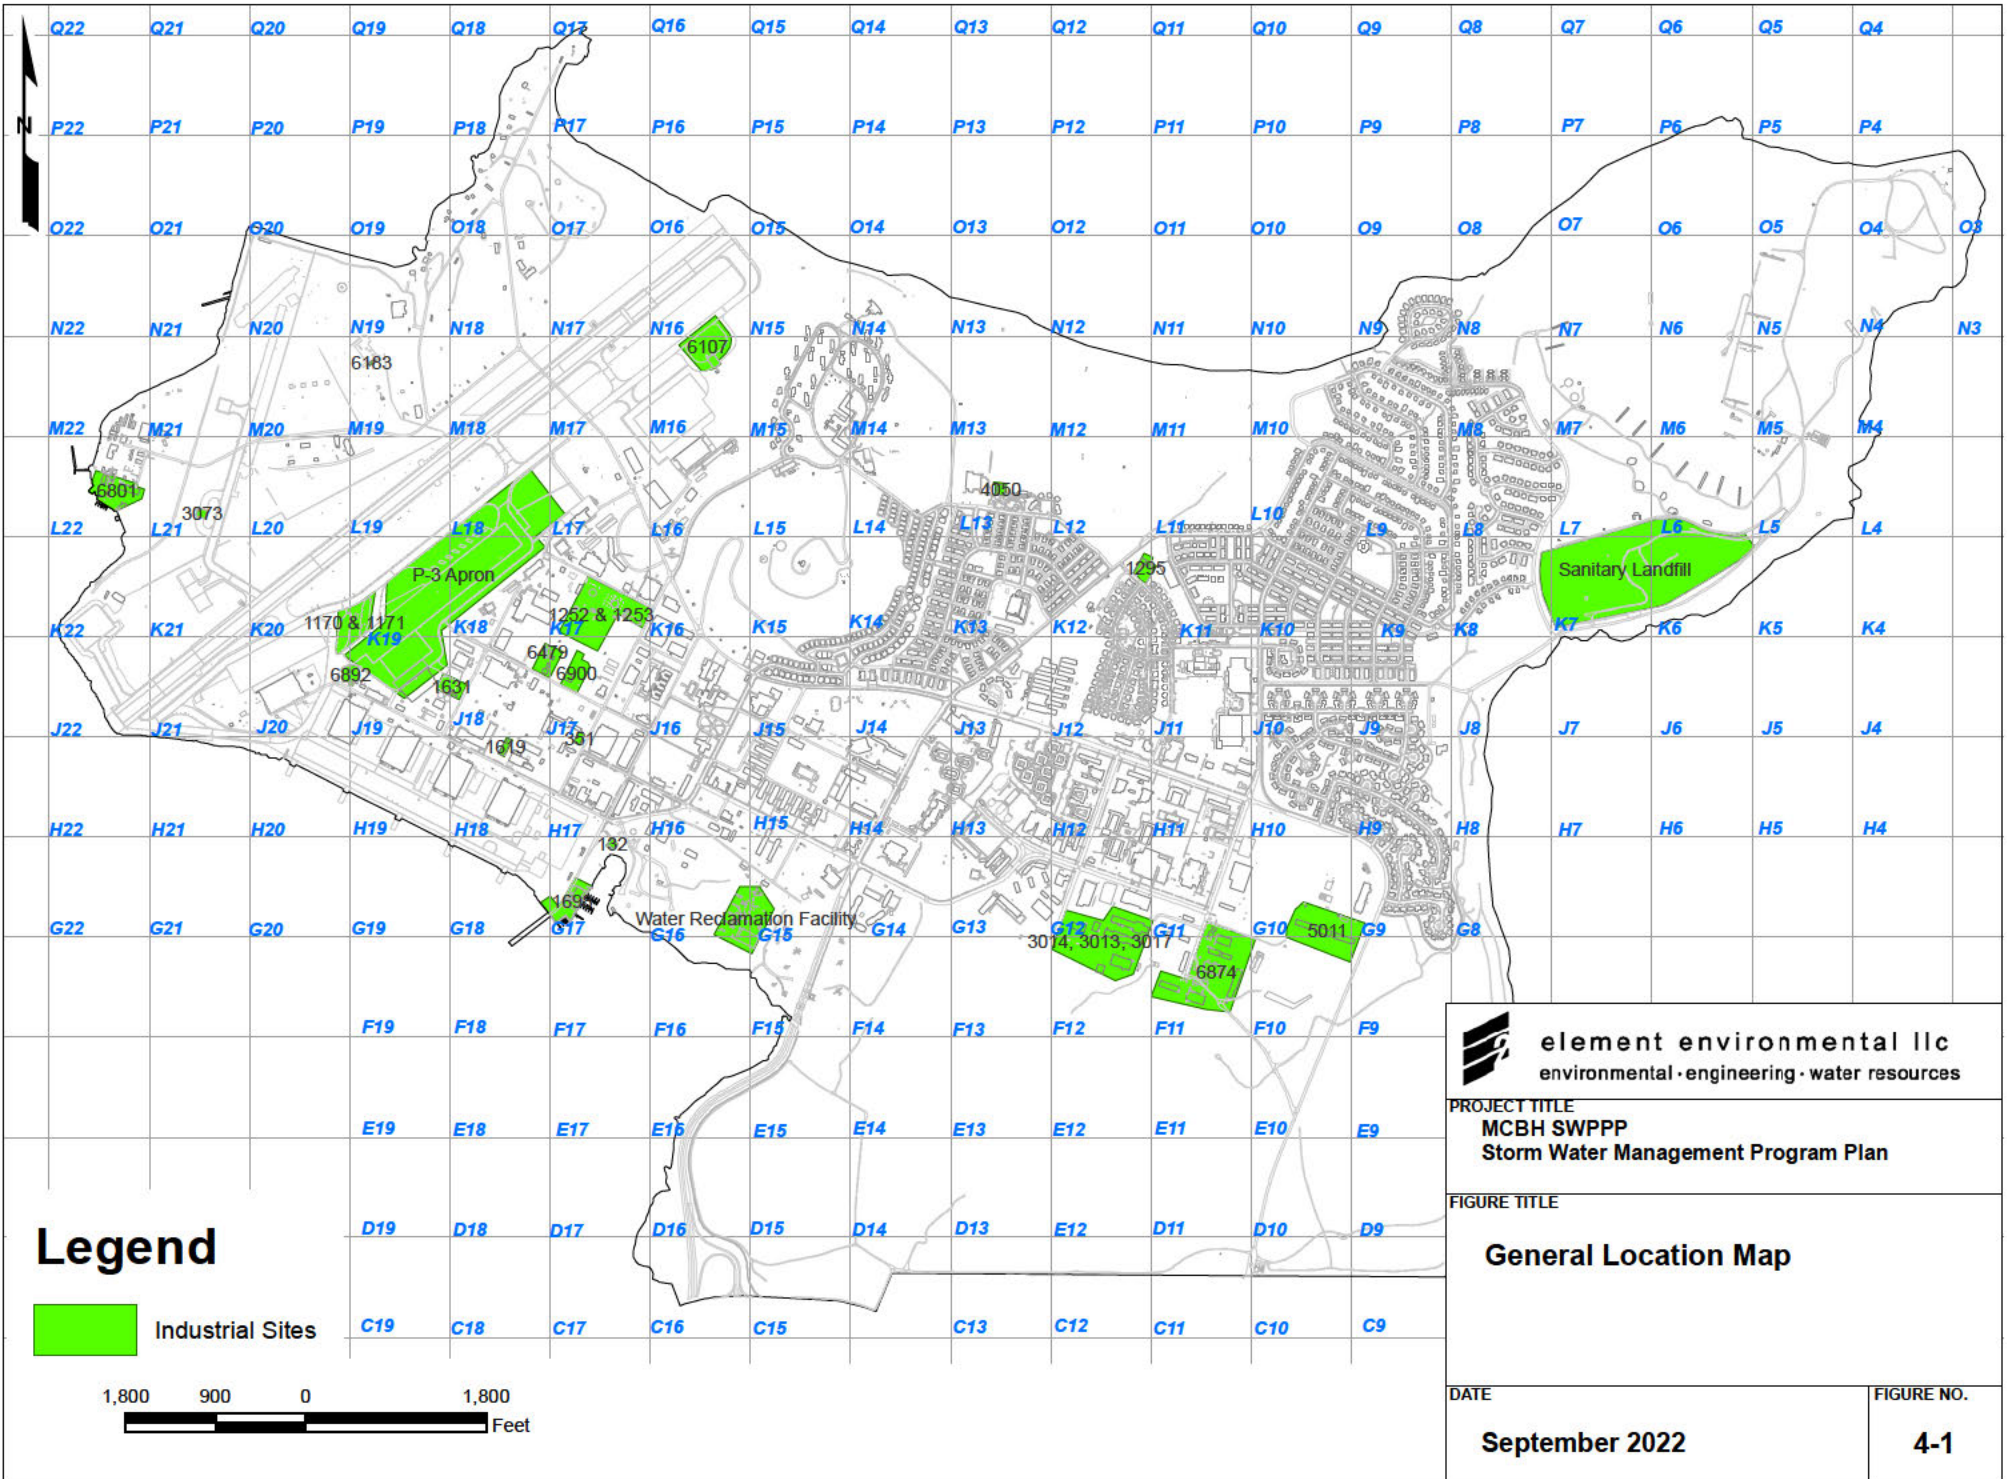 Q22 Q21 Q20 Q19 Q18 Q17 Q16 Q15 Q14 Q13 Q12 Q11 Q10 Q9 Q8 Q7 Q6 Q5 Q4
N
P22 P21 P20 P19 P18 P17 P16 P15 P14 P13 P12 P11 P10 P9 P8 P7 P6 P5 P4
O22 O21 O20 O19 O18 O17 O16 O15 O14 O13 O12 O11 O10 O9 O8 O7 O6 O5 O4 O3
N22 N21 N20 N19 N18 N17 N16 N15 N14 N13 N12 N11 N10 N9 N8 N7 N6 N5 N4 N3
6107
6183
M22 M21 M20 M19 M18 M17 M16 M15 M14 M13 M12 M11 M10 M8 M7 M6 M5 M4
6801
4050
3073
L22 L21 L20 L19 L18 L17 L16 L15 L14 L13 L12 L11 L10 L9 L8 L7 L6 L5 L4
P-3 Apron
1295
Sanitary Landfill
1170 & 1171
1252 & 1253
K22 K21 K20 K19 K18 K17 K16 K15 K14 K13 K12 K11 K10 K9 K8 K7 K6 K5 K4
6479
6892
6900
1631
J22 J21 J20 J19 J18 J17 J16 J15 J14 J13 J12 J11 J10 J9 J8 J7 J6 J5 J4
1619
351
H22 H21 H20 H19 H18 H17 H16 H15 H14 H13 H12 H11 H10 H9 H8 H7 H6 H5 H4
132
Water Reclamation Facility
G22 G21 G20 G19 G18 G17 G16 G15 G14 G13 G12 G11 G10 G9 G8
3014, 3013, 3017
5011
6874
F19 F18 F17 F16 F15 F14 F13 F12 F11 F10 F9
E19 E18 E17 E16 E15 E14 E13 E12 E11 E10 E9
D19 D18 D17 D16 D15 D14 D13 E12 D11 D10 D9
C19 C18 C17 C16 C15 C13 C12 C11 C10 C9
Legend
Industrial Sites
1,800 900 0 1,800
Feet
element environmental llc
environmental · engineering · water resources
PROJECT TITLE
MCBH SWPPP
Storm Water Management Program Plan
FIGURE TITLE
General Location Map
DATE
September 2022
FIGURE NO.
4-1